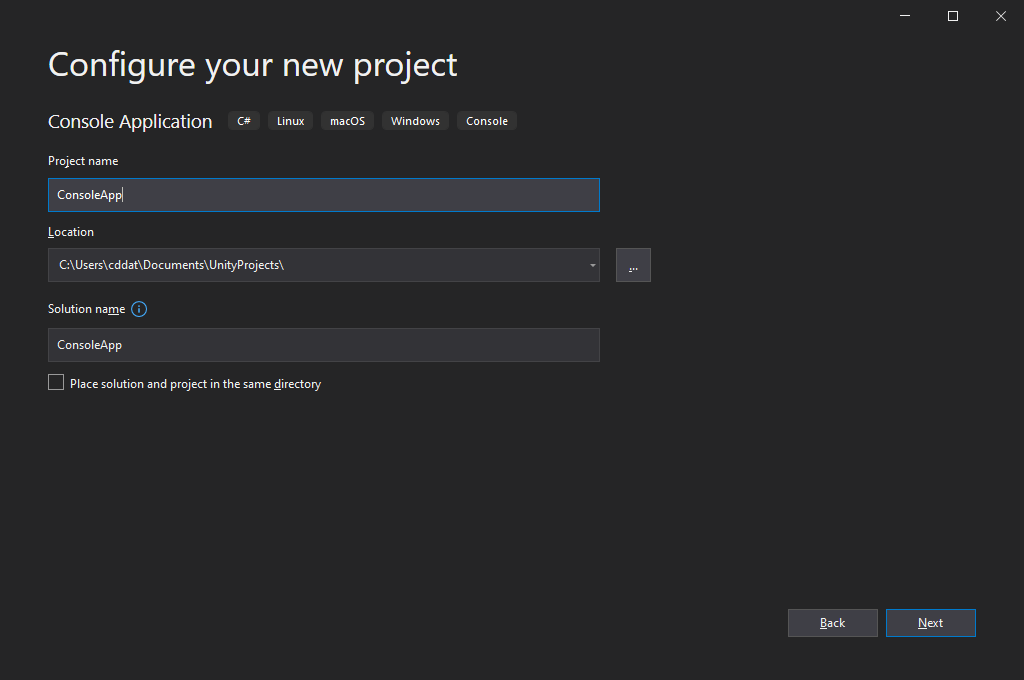 Configure your new project
Console Application C# Linux macOS Windows Console
Project name
ConsoleApp
Location
C:\Users\cddat\Documents\UnityProjects\
...
Solution name
ConsoleApp
Place solution and project in the same directory
Back Next